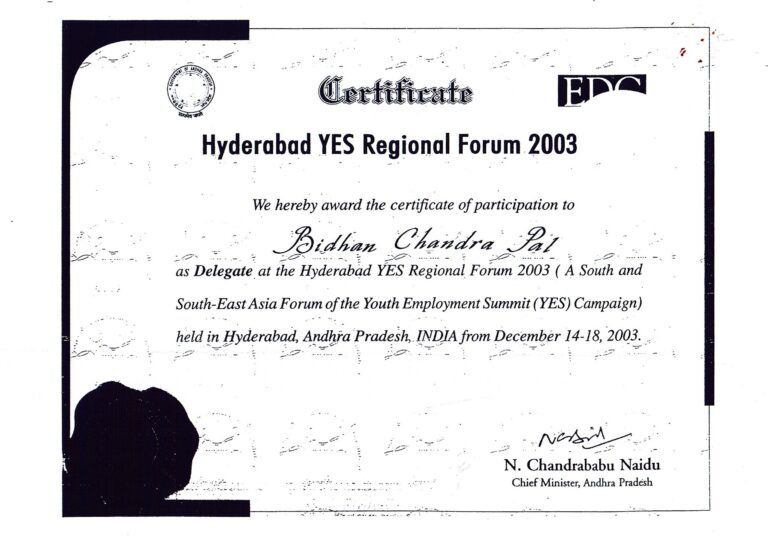 Certificate
EDC
Hyderabad YES Regional Forum 2003
We hereby award the certificate of participation to
Bidhan Chandra Pal
as Delegate at the Hyderabad YES Regional Forum 2003 ( A South and
South-East Asia Forum of the Youth Employment Summit (YES) Campaign)
held in Hyderabad, Andhra Pradesh, INDIA from December 14-18, 2003.
N. Chandrababu Naidu
Chief Minister, Andhra Pradesh